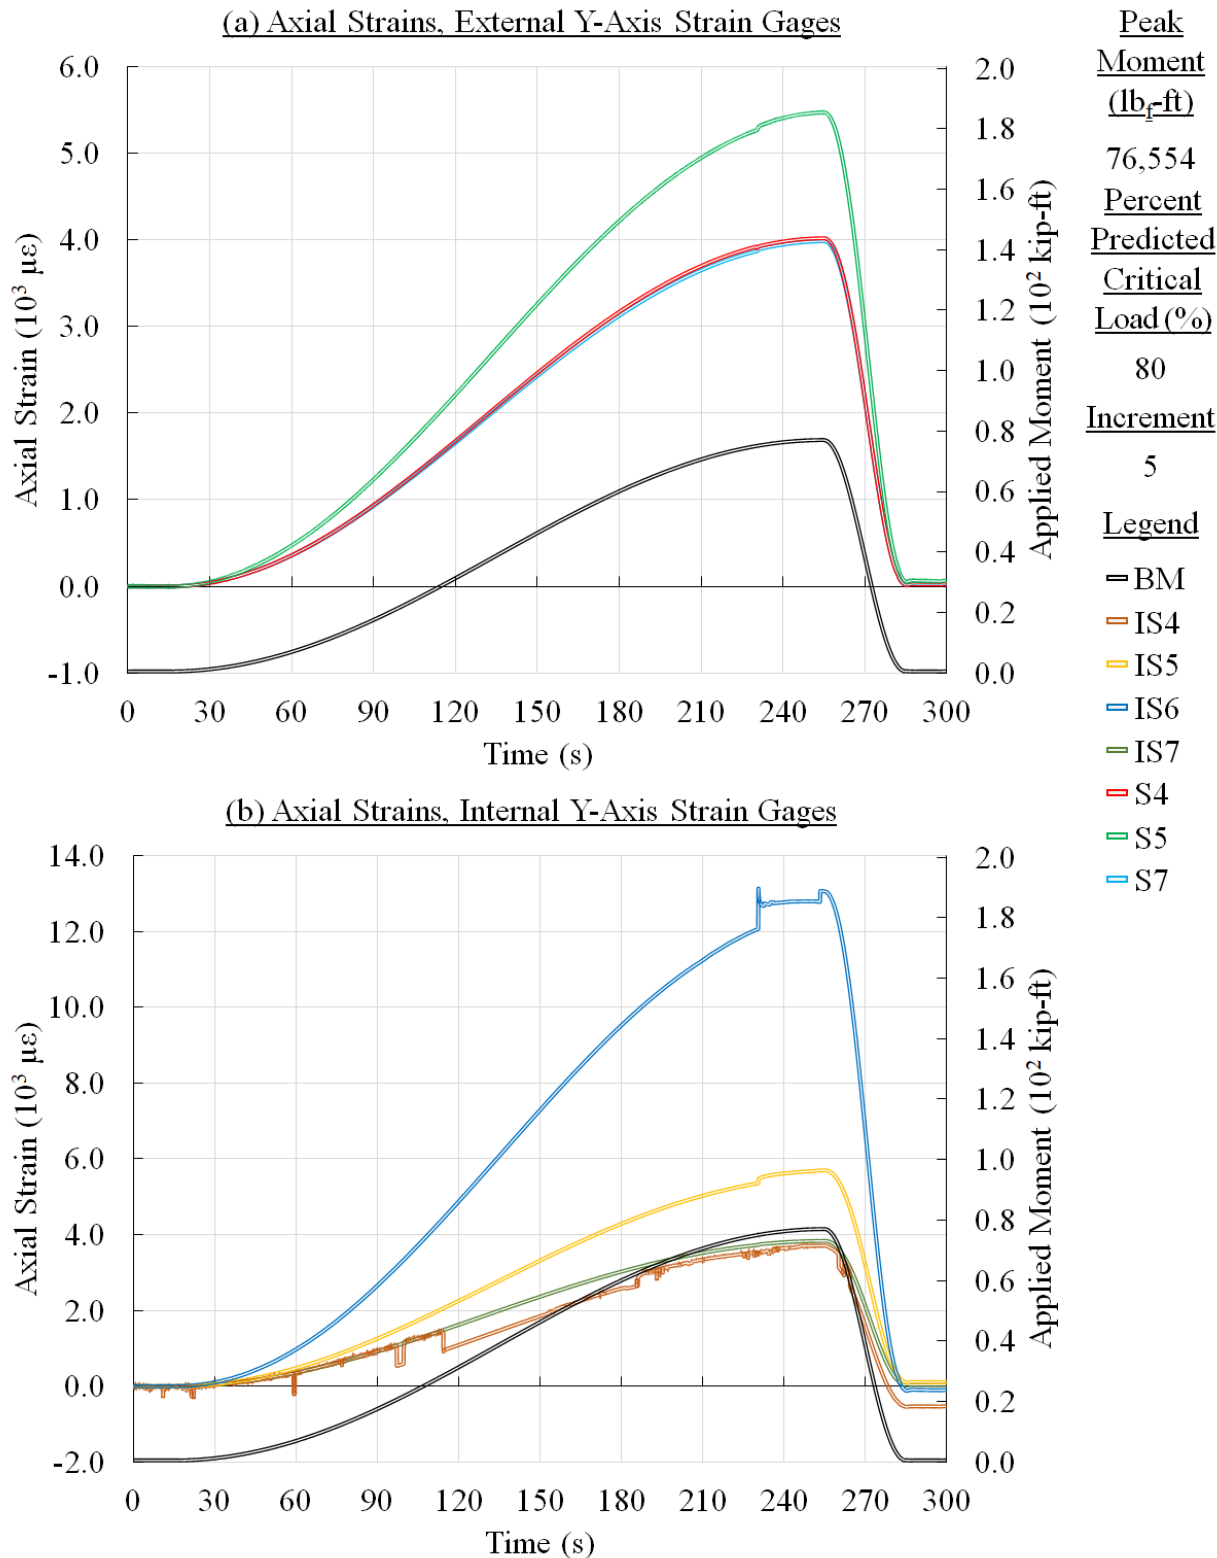 (a) Axial Strains, External Y-Axis Strain Gages
Axial Strain (10³ με)
6.0
5.0
4.0
3.0
2.0
1.0
0.0
-1.0
0 30 60 90 120 150 180 210 240 270 300
Time (s)
2.0
1.8
1.6
1.4
1.2
1.0
0.8
0.6
0.4
0.2
0.0
Applied Moment (10² kip-ft)
(b) Axial Strains, Internal Y-Axis Strain Gages
Axial Strain (10³ με)
14.0
12.0
10.0
8.0
6.0
4.0
2.0
0.0
-2.0
0 30 60 90 120 150 180 210 240 270 300
Time (s)
2.0
1.8
1.6
1.4
1.2
1.0
0.8
0.6
0.4
0.2
0.0
Applied Moment (10² kip-ft)
Peak
Moment
(lb_f-ft)
76,554
Percent
Predicted
Critical
Load (%)
80
Increment
5
Legend
BM
IS4
IS5
IS6
IS7
S4
S5
S7